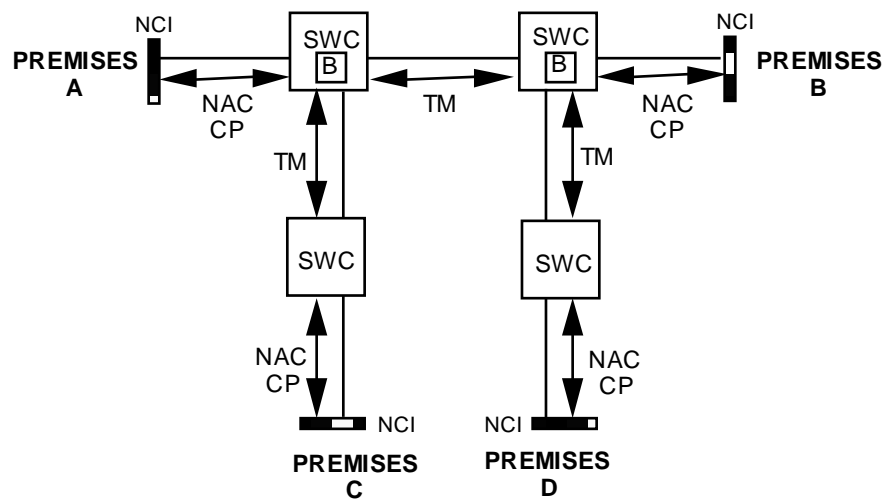 NCI
SWC
SWC
NCI
PREMISES
A
B
B
PREMISES
B
NAC
CP
TM
NAC
CP
TM
TM
SWC
SWC
NAC
CP
NAC
CP
NCI
NCI
PREMISES
C
PREMISES
D